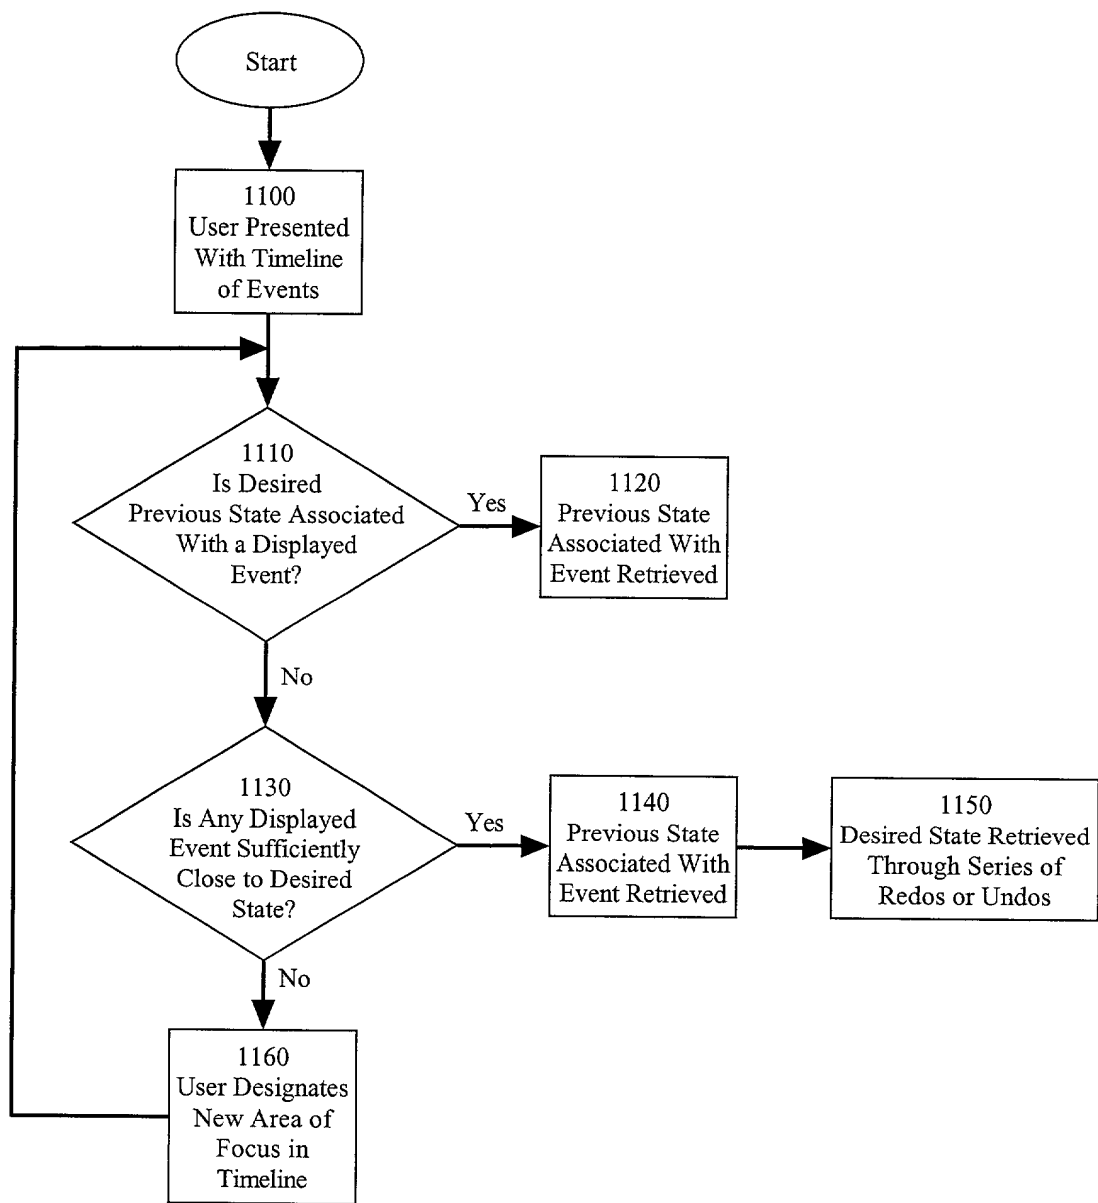 Start
1100
User Presented
With Timeline
of Events
1110
Is Desired
Previous State Associated
With a Displayed
Event?
Yes
1120
Previous State
Associated With
Event Retrieved
No
1130
Is Any Displayed
Event Sufficiently
Close to Desired
State?
Yes
1140
Previous State
Associated With
Event Retrieved
1150
Desired State Retrieved
Through Series of
Redos or Undos
No
1160
User Designates
New Area of
Focus in
Timeline